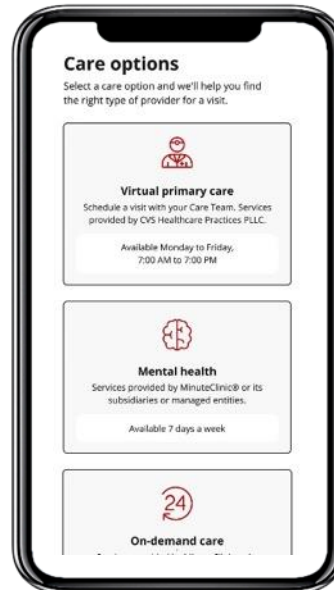 Care options
Select a care option and we'll help you find
the right type of provider for a visit.
Virtual primary care
Schedule a visit with your Care Team. Services
provided by CVS Healthcare Practices PLLC.
Available Monday to Friday,
7:00 AM to 7:00 PM
Mental health
Services provided by MinuteClinic® or its
subsidiaries or managed entities.
Available 7 days a week
24
On-demand care